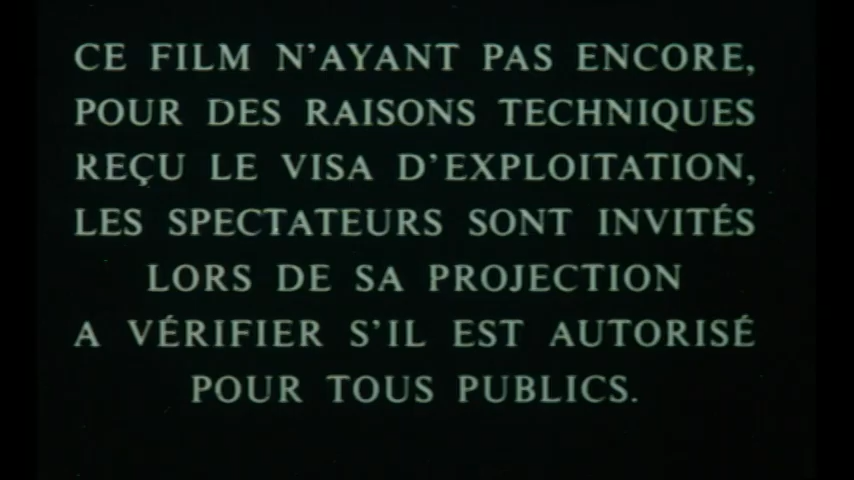 CE FILM N'AYANT PAS ENCORE,
POUR DES RAISONS TECHNIQUES
REÇU LE VISA D'EXPLOITATION,
LES SPECTATEURS SONT INVITÉS
LORS DE SA PROJECTION
A VÉRIFIER S'IL EST AUTORISÉ
POUR TOUS PUBLICS.